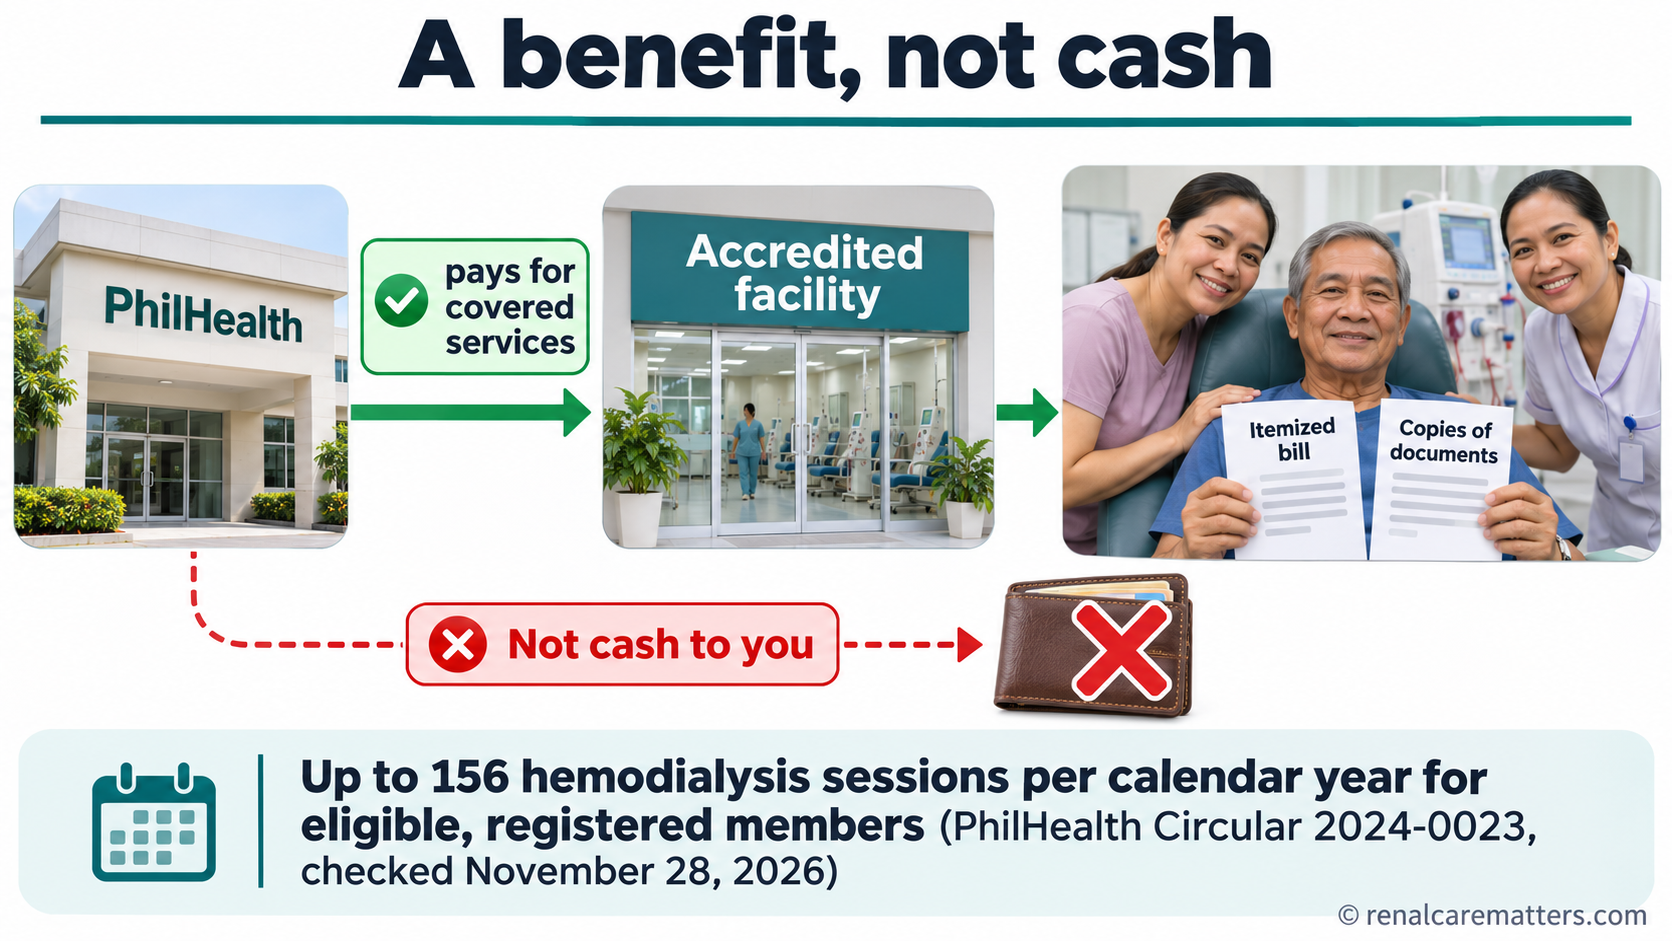 A benefit, not cash
PhilHealth
pays for
covered
services
Accredited
facility
Itemized
bill
Copies of
documents
Not cash to you
Up to 156 hemodialysis sessions per calendar year for
eligible, registered members (PhilHealth Circular 2024-0023,
checked November 28, 2026)
© renalcarematters.com